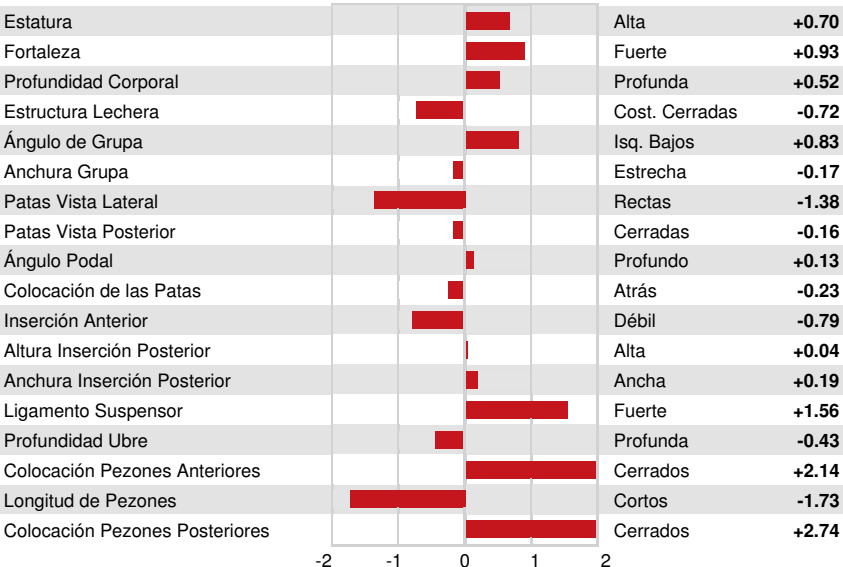 Estatura Alta +0.70
Fortaleza Fuerte +0.93
Profundidad Corporal Profunda +0.52
Estructura Lechera Cost. Cerradas -0.72
Ángulo de Grupa Isq. Bajos +0.83
Anchura Grupa Estrecha -0.17
Patas Vista Lateral Rectas -1.38
Patas Vista Posterior Cerradas -0.16
Ángulo Podal Profundo +0.13
Colocación de las Patas Atrás -0.23
Inserción Anterior Débil -0.79
Altura Inserción Posterior Alta +0.04
Anchura Inserción Posterior Ancha +0.19
Ligamento Suspensor Fuerte +1.56
Profundidad Ubre Profunda -0.43
Colocación Pezones Anteriores Cerrados +2.14
Longitud de Pezones Cortos -1.73
Colocación Pezones Posteriores Cerrados +2.74
-2 -1 0 1 2